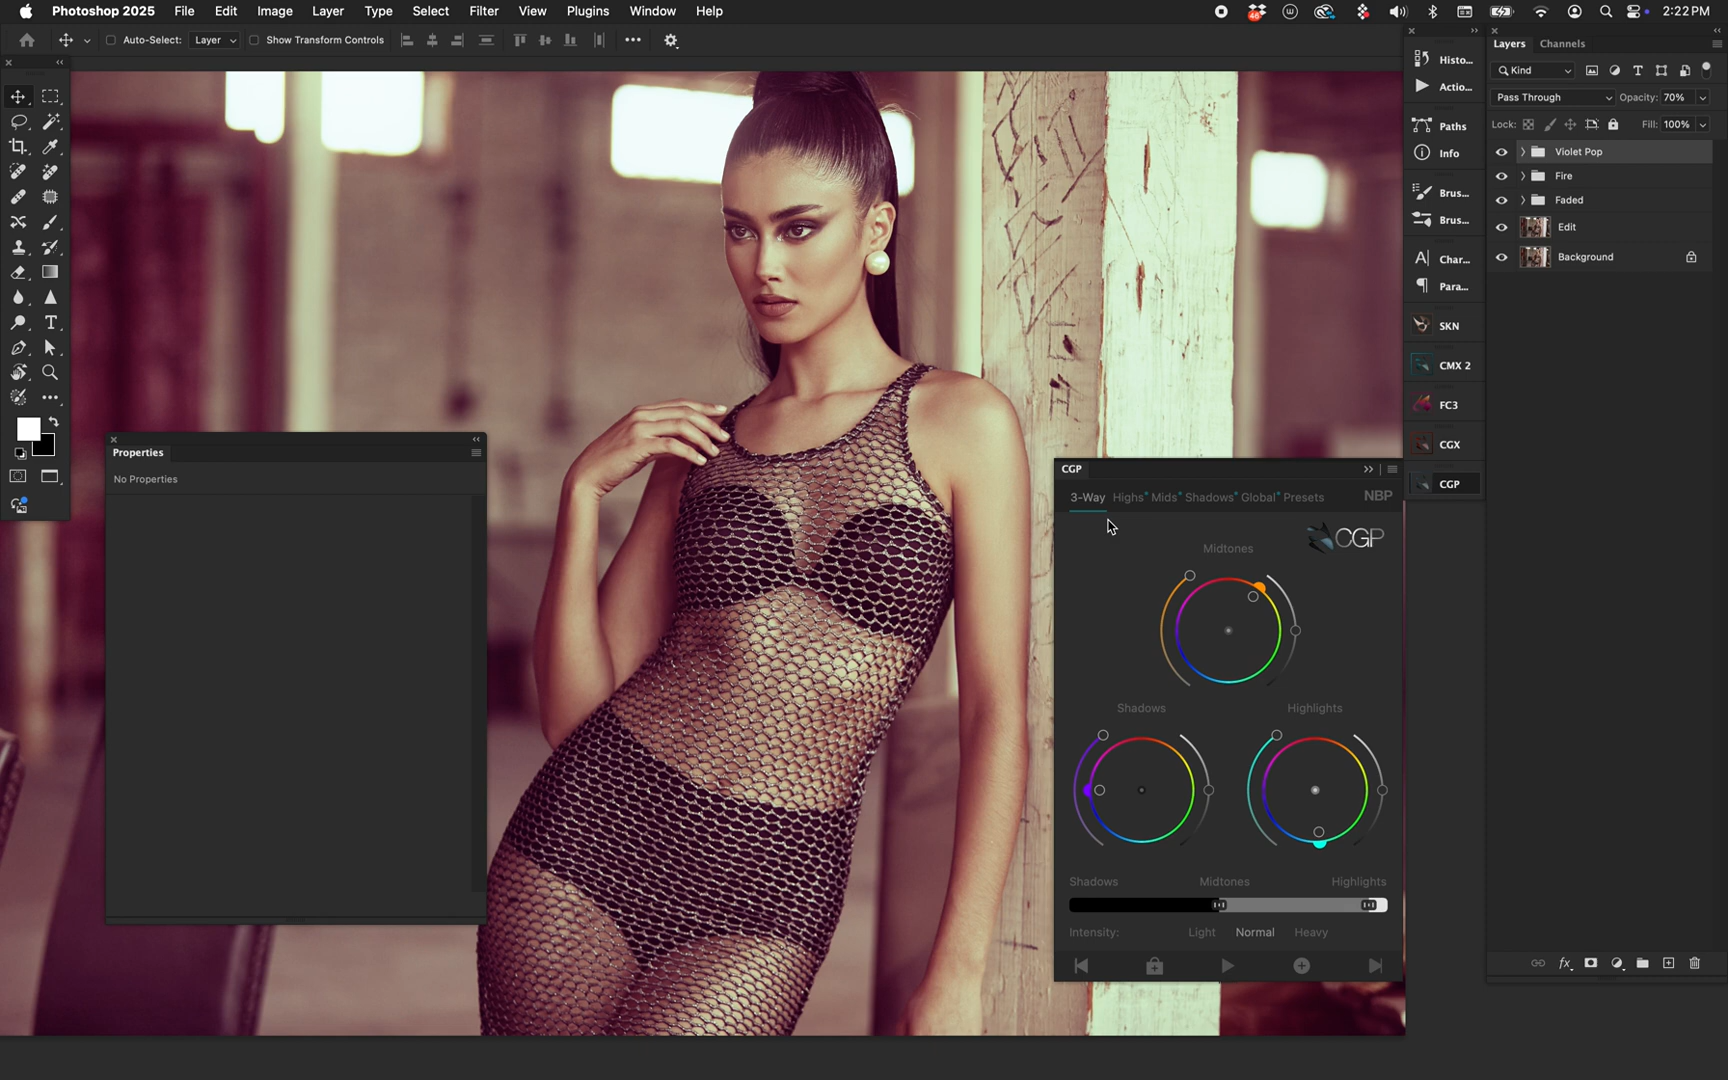 Photoshop 2025 File Edit Image Layer Type Select Filter View Plugins Window Help 46 2:22 PM
Auto-Select: Layer Show Transform Controls
Histo...
Actio...
Paths
Info
Brus...
Brus...
Char...
Para...
SKN
CMX 2
FC3
CGX
CGP
Layers Channels
Kind
Pass Through Opacity: 70%
Lock: Fill: 100%
Violet Pop
Fire
Faded
Edit
Background
fx
Properties
No Properties
CGP
3-Way Highs* Mids* Shadows* Global* Presets NBP
CGP
Midtones
Shadows Highlights
Shadows Midtones Highlights
Intensity: Light Normal Heavy